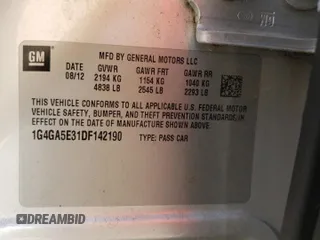 GM
MFD BY GENERAL MOTORS LLC
DATE GVWR GAWR FRT GAWR RR
08/12 2194 KG 1154 KG 1040 KG
4838 LB 2545 LB 2293 LB
THIS VEHICLE CONFORMS TO ALL APPLICABLE U.S. FEDERAL MOTOR
VEHICLE SAFETY, BUMPER, AND THEFT PREVENTION STANDARDS
IN EFFECT ON THE DATE OF MANUFACTURE SHOWN ABOVE.
1G4GA5E31DF142190 TYPE: PASS CAR
BIDHISTORY